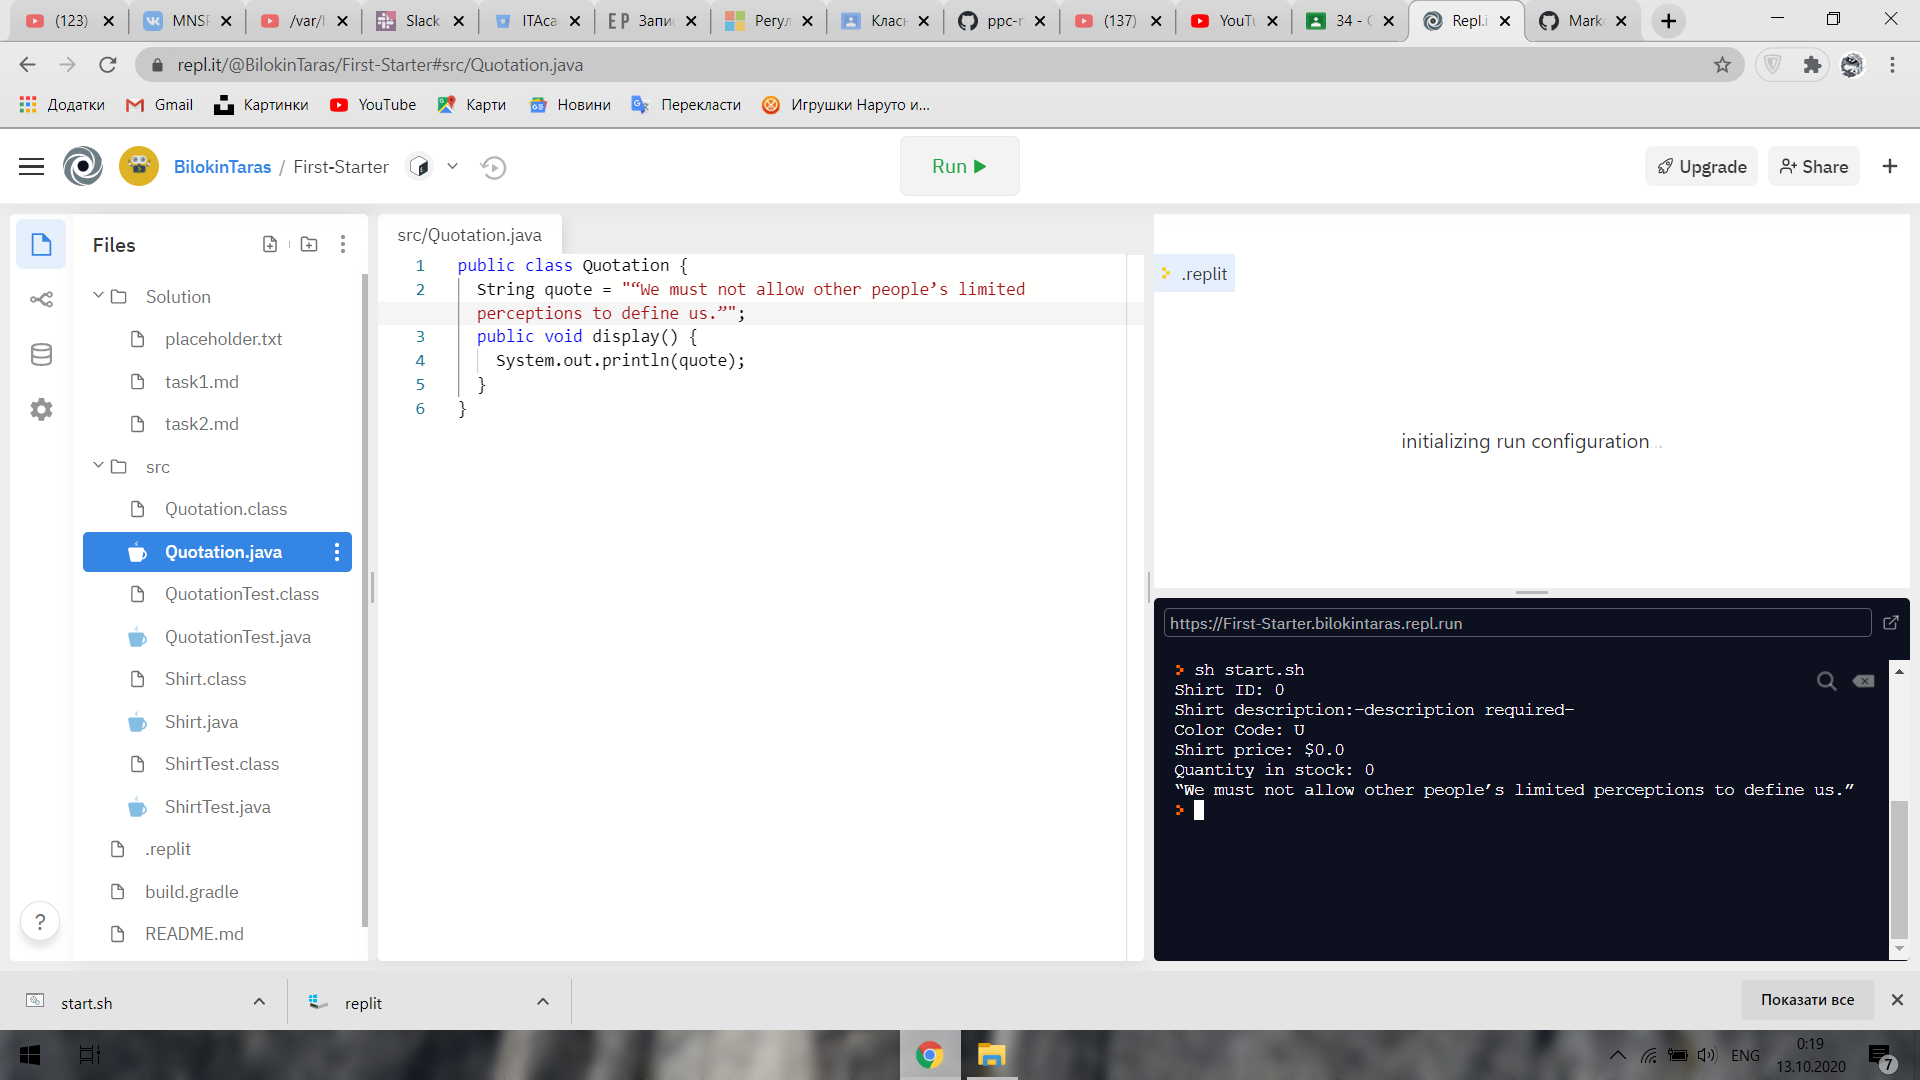 (123)
MNSF
/var/l
Slack
ITAca
EP Запис
Регул
Класн
ppc-r
(137)
YouTu
34 - C
Repl.i
Mark
repl.it/@BilokinTaras/First-Starter#src/Quotation.java
Додатки
Gmail
Картинки
YouTube
Карти
Новини
Перекласти
Игрушки Наруто и...
BilokinTaras / First-Starter
Run
Upgrade
Share
Files
Solution
placeholder.txt
task1.md
task2.md
src
Quotation.class
Quotation.java
QuotationTest.class
QuotationTest.java
Shirt.class
Shirt.java
ShirtTest.class
ShirtTest.java
.replit
build.gradle
README.md
?
src/Quotation.java
1 public class Quotation {
2 String quote = "“We must not allow other people’s limited
perceptions to define us.”";
3 public void display() {
4 System.out.println(quote);
5 }
6 }
.replit
initializing run configuration...
https://First-Starter.bilokintaras.repl.run
sh start.sh
Shirt ID: 0
Shirt description:-description required-
Color Code: U
Shirt price: $0.0
Quantity in stock: 0
“We must not allow other people’s limited perceptions to define us.”
start.sh
replit
Показати все
ENG
0:19
13.10.2020
7